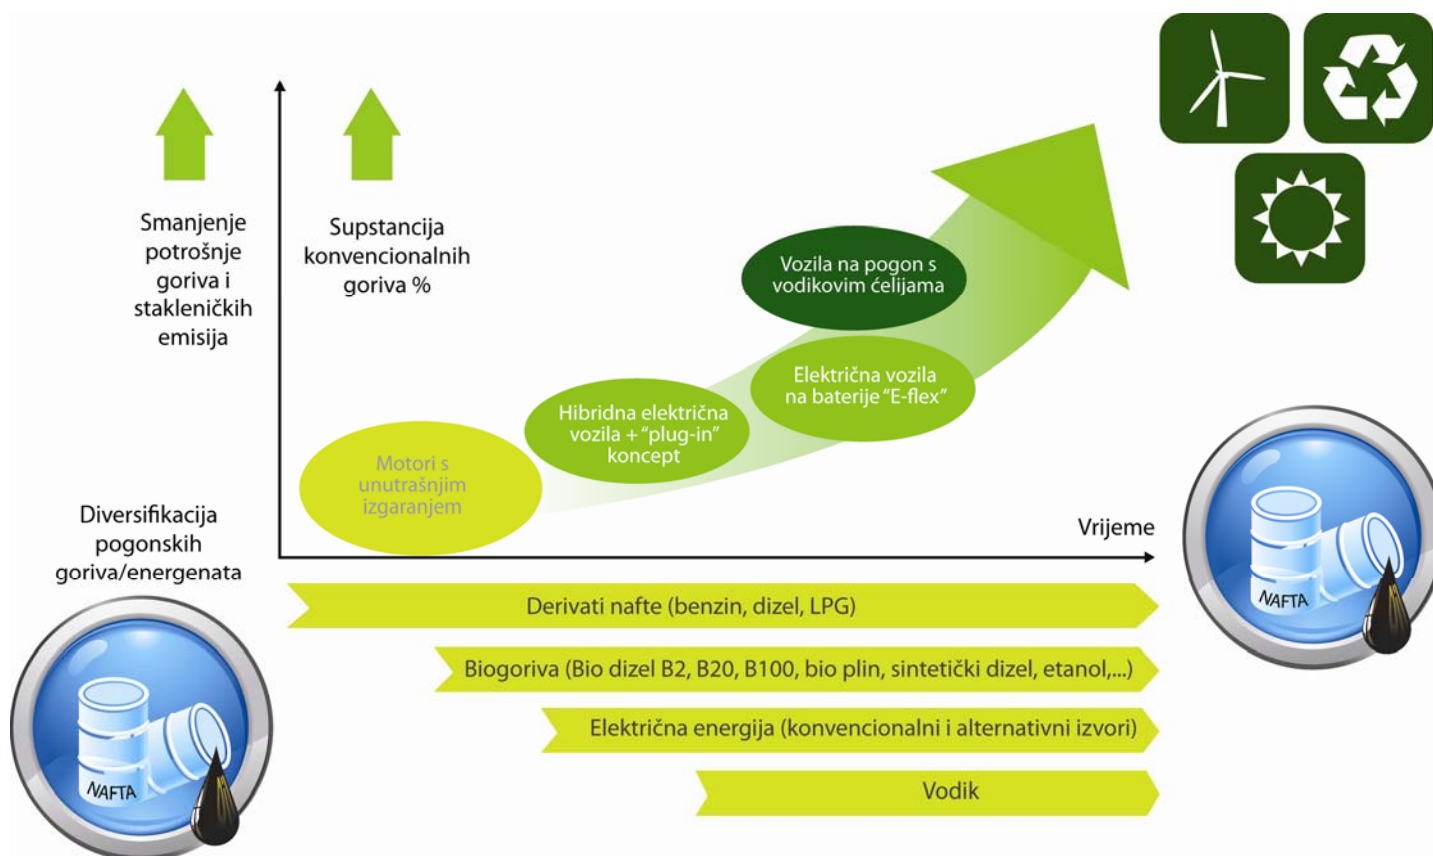 Smanjenje
potrošnje
goriva i
stakleničkih
emisija
Supstancija
konvencionalnih
goriva %
Vozila na pogon s
vodikovim ćelijama
Električna vozila
na baterije “E-flex”
Hibridna električna
vozila + “plug-in”
koncept
Motori s
unutrašnjim
izgaranjem
Vrijeme
Diversifikacija
pogonskih
goriva/energenata
Derivati nafte (benzin, dizel, LPG)
Biogoriva (Bio dizel B2, B20, B100, bio plin, sintetički dizel, etanol,...)
Električna energija (konvencionalni i alternativni izvori)
Vodik
NAFTA
NAFTA